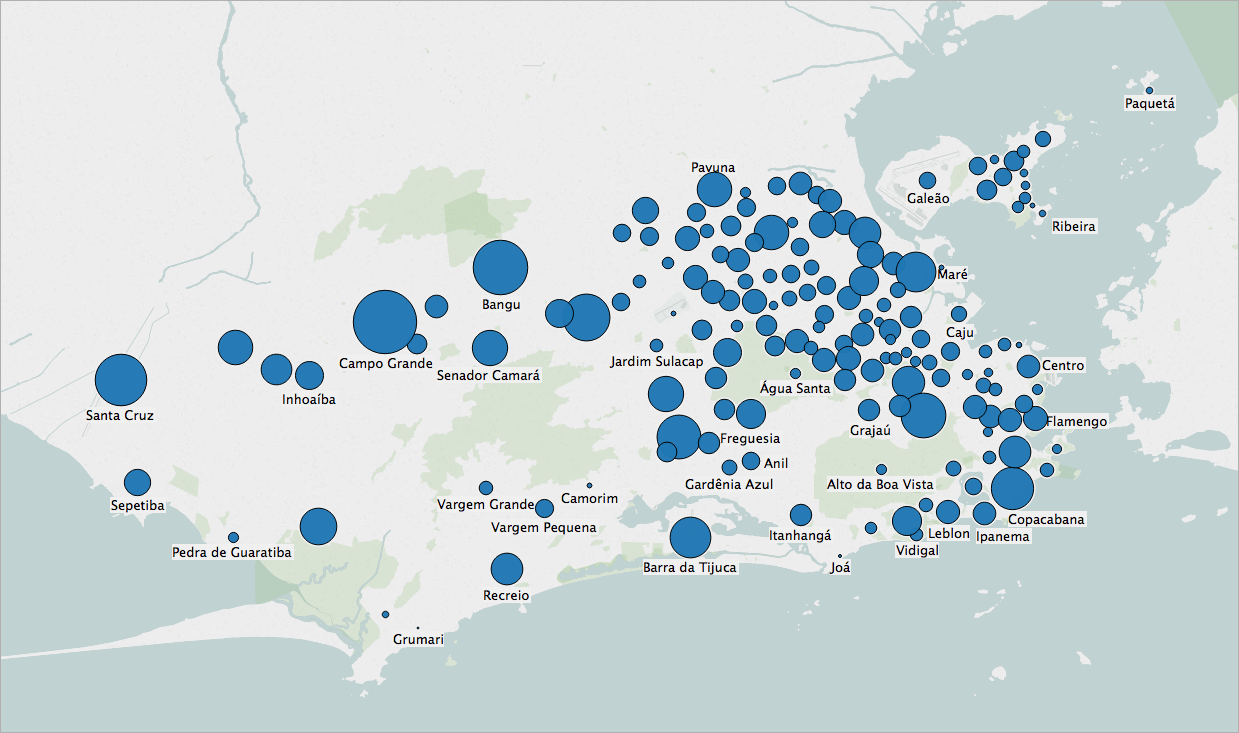 Paquetá
Pavuna
Galeão
Ribeira
Maré
Bangu
Caju
Campo Grande
Jardim Sulacap
Centro
Senador Camará
Água Santa
Inhoaíba
Santa Cruz
Flamengo
Grajaú
Freguesia
Anil
Gardênia Azul
Alto da Boa Vista
Camorim
Sepetiba
Vargem Grande
Copacabana
Vargem Pequena
Itanhangá
Leblon
Ipanema
Pedra de Guaratiba
Vidigal
Barra da Tijuca
Joá
Recreio
Grumari